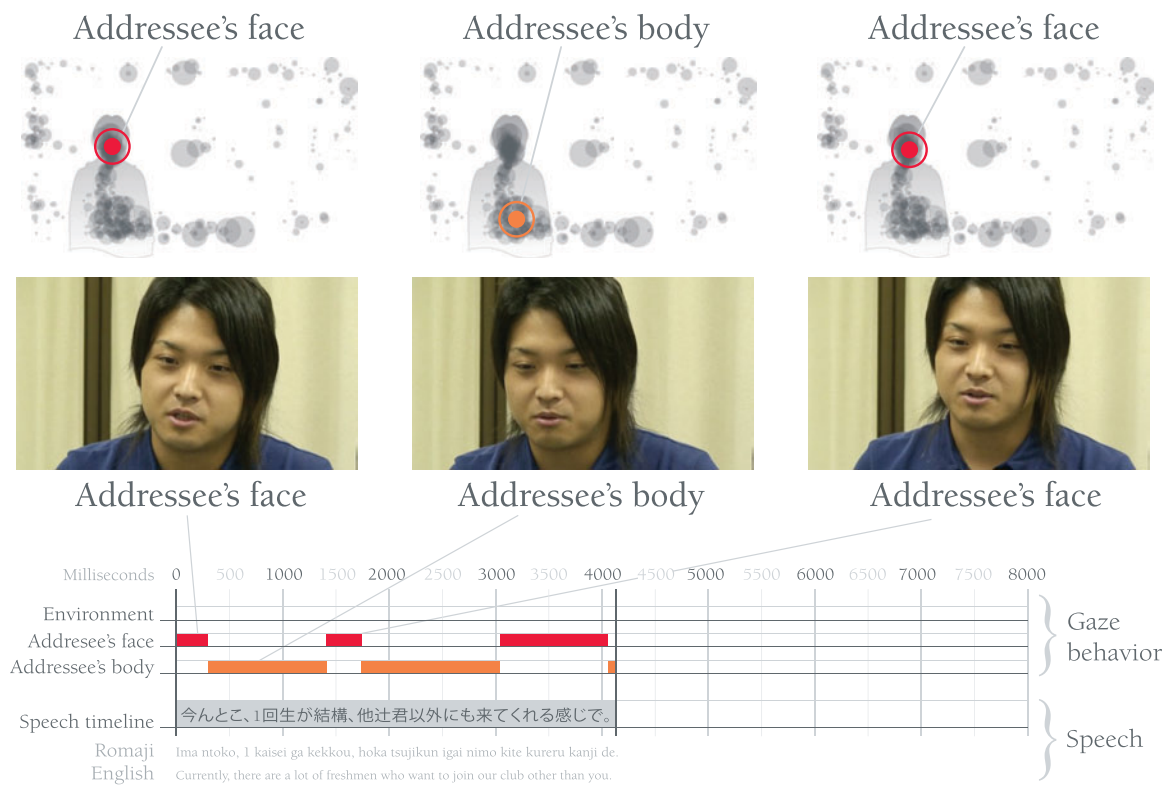 Addressee's face Addressee's body Addressee's face
Addressee's face Addressee's body Addressee's face
Milliseconds 0 500 1000 1500 2000 2500 3000 3500 4000 4500 5000 5500 6000 6500 7000 7500 8000
Environment
Addresee's face
Addressee's body
Gaze
behavior
Speech timeline 今んとこ、1回生が結構、他辻君以外にも来てくれる感じで。
Speech
Romaji Ima ntoko, 1 kaisei ga kekkou, hoka tsujikun igai nimo kite kureru kanji de.
English Currently, there are a lot of freshmen who want to join our club other than you.